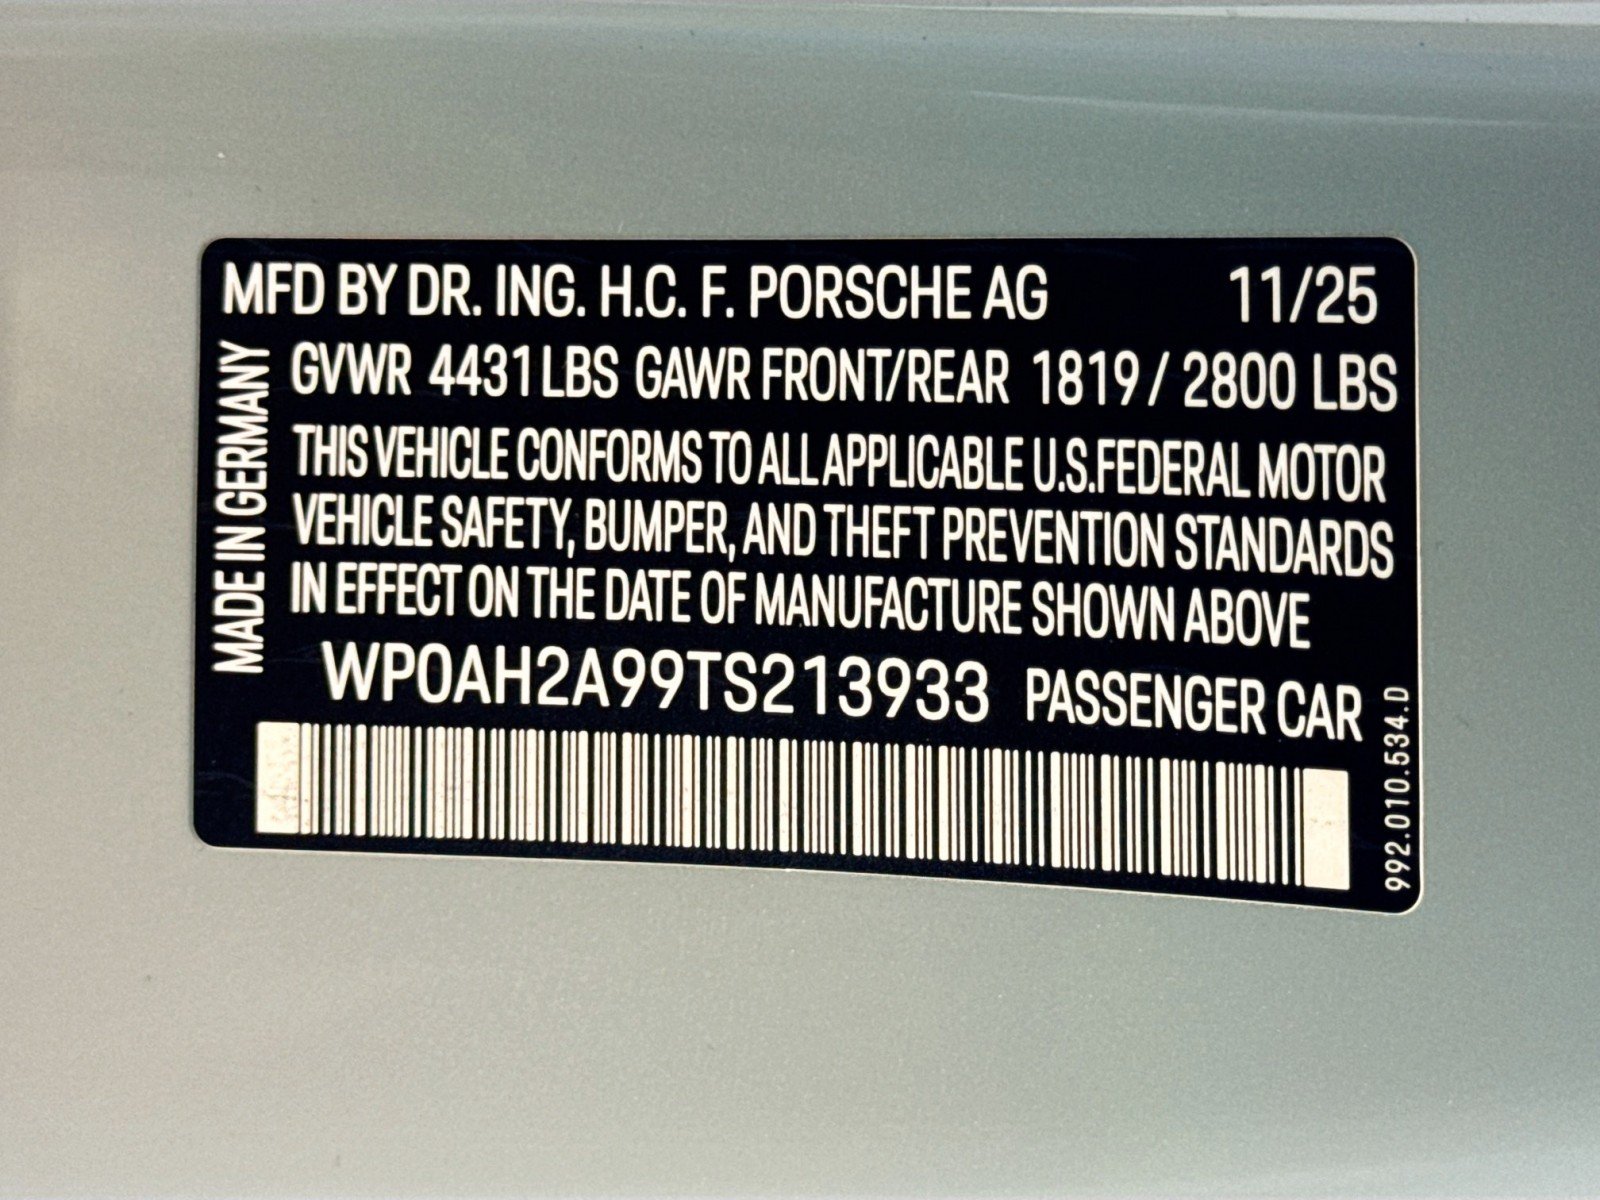 MFD BY DR. ING. H.C. F. PORSCHE AG 11/25
GVWR 4431 LBS GAWR FRONT/REAR 1819 / 2800 LBS
THIS VEHICLE CONFORMS TO ALL APPLICABLE U.S.FEDERAL MOTOR
VEHICLE SAFETY, BUMPER, AND THEFT PREVENTION STANDARDS
IN EFFECT ON THE DATE OF MANUFACTURE SHOWN ABOVE
WP0AH2A99TS213933 PASSENGER CAR
MADE IN GERMANY
992.010.534.D